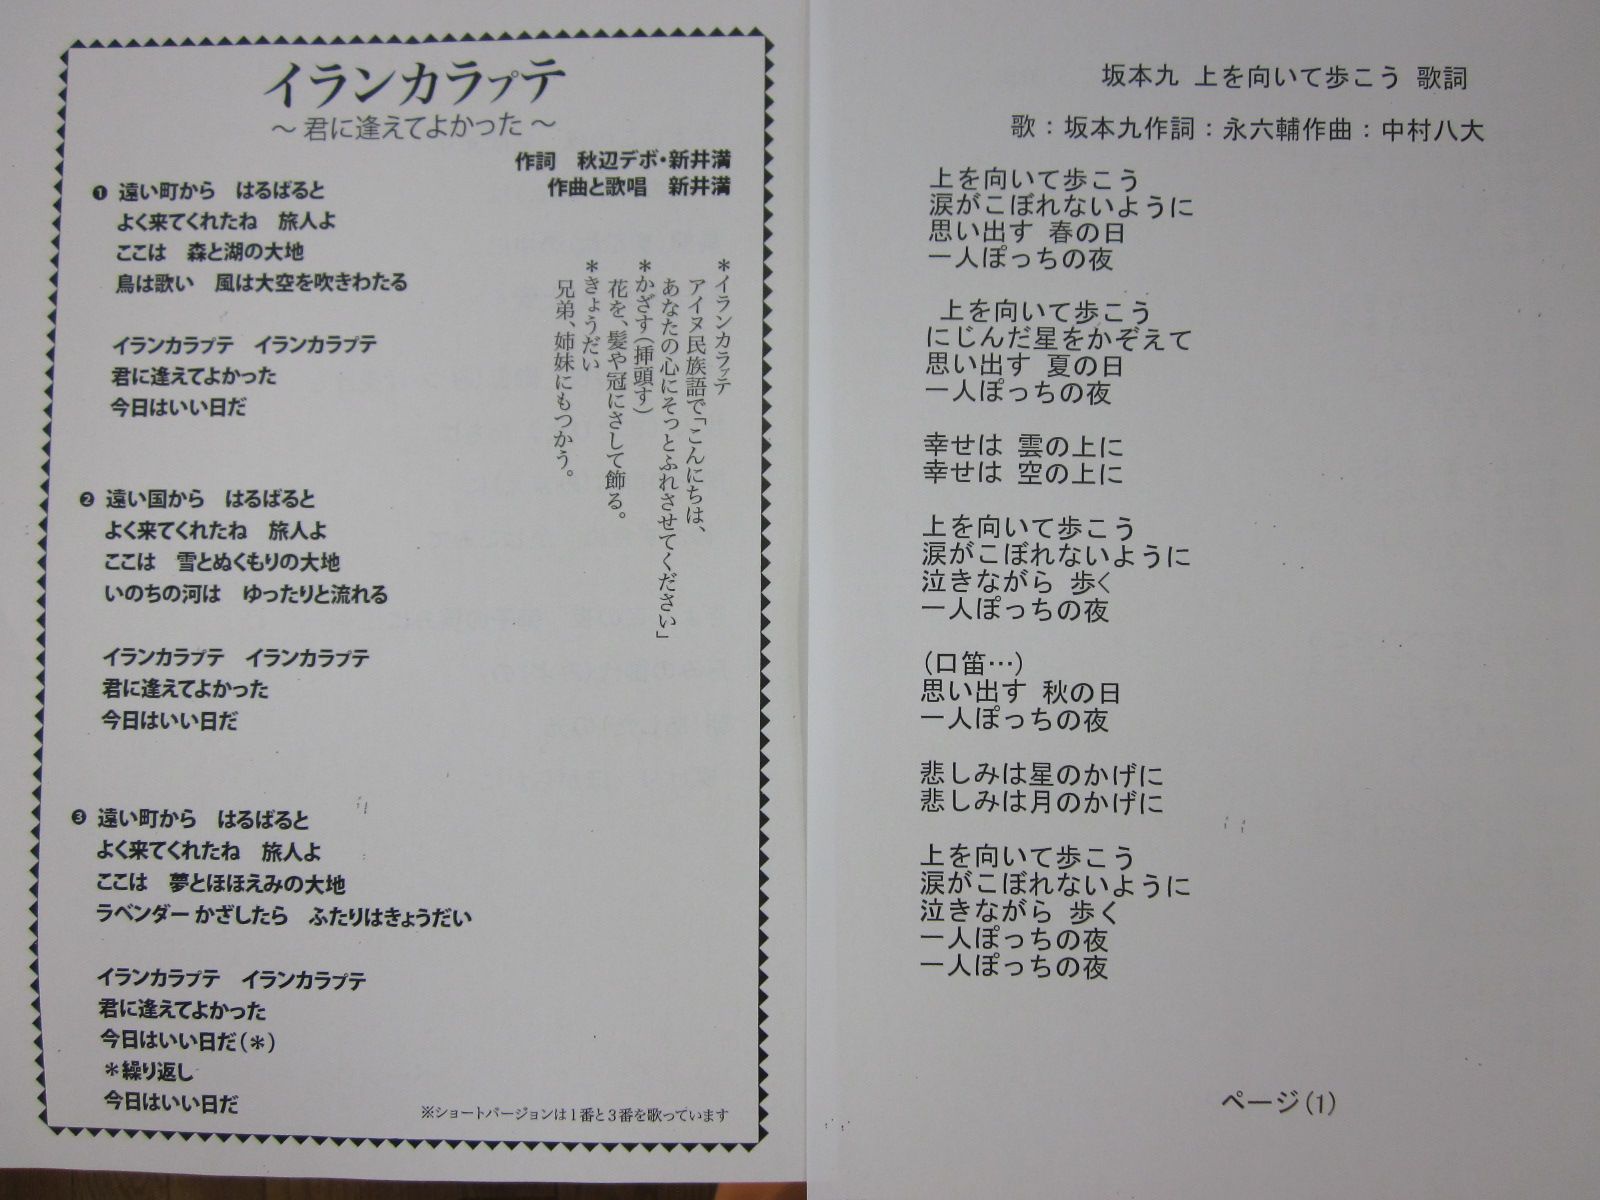 イランカラㇷ゚テ
～ 君に逢えてよかった ～
作詞　秋辺デボ・新井満
作曲と歌唱　新井満
❶ 遠い町から　はるばると
よく来てくれたね　旅人よ
ここは　森と湖の大地
鳥は歌い　風は大空を吹きわたる
イランカラㇷ゚テ　イランカラㇷ゚テ
君に逢えてよかった
今日はいい日だ
❷ 遠い国から　はるばると
よく来てくれたね　旅人よ
ここは　雪とぬくもりの大地
いのちの河は　ゆったりと流れる
イランカラㇷ゚テ　イランカラㇷ゚テ
君に逢えてよかった
今日はいい日だ
❸ 遠い町から　はるばると
よく来てくれたね　旅人よ
ここは　夢とほほえみの大地
ラベンダー かざしたら　ふたりはきょうだい
イランカラㇷ゚テ　イランカラㇷ゚テ
君に逢えてよかった
今日はいい日だ（＊）
＊繰り返し
今日はいい日だ
＊イランカラㇷ゚テ
アイヌ民族語で「こんにちは、
あなたの心にそっとふれさせてください」
＊かざす（挿頭す）
花を、髪や冠にさして飾る。
＊きょうだい
兄弟、姉妹にもつかう。
※ショートバージョンは１番と３番を歌っています
坂本九 上を向いて歩こう 歌詞
歌：坂本九作詞：永六輔作曲：中村八大
上を向いて歩こう
涙がこぼれないように
思い出す 春の日
一人ぽっちの夜
上を向いて歩こう
にじんだ星をかぞえて
思い出す 夏の日
一人ぽっちの夜
幸せは 雲の上に
幸せは 空の上に
上を向いて歩こう
涙がこぼれないように
泣きながら 歩く
一人ぽっちの夜
（口笛…）
思い出す 秋の日
一人ぽっちの夜
悲しみは星のかげに
悲しみは月のかげに
上を向いて歩こう
涙がこぼれないように
泣きながら 歩く
一人ぽっちの夜
一人ぽっちの夜
ページ（1）